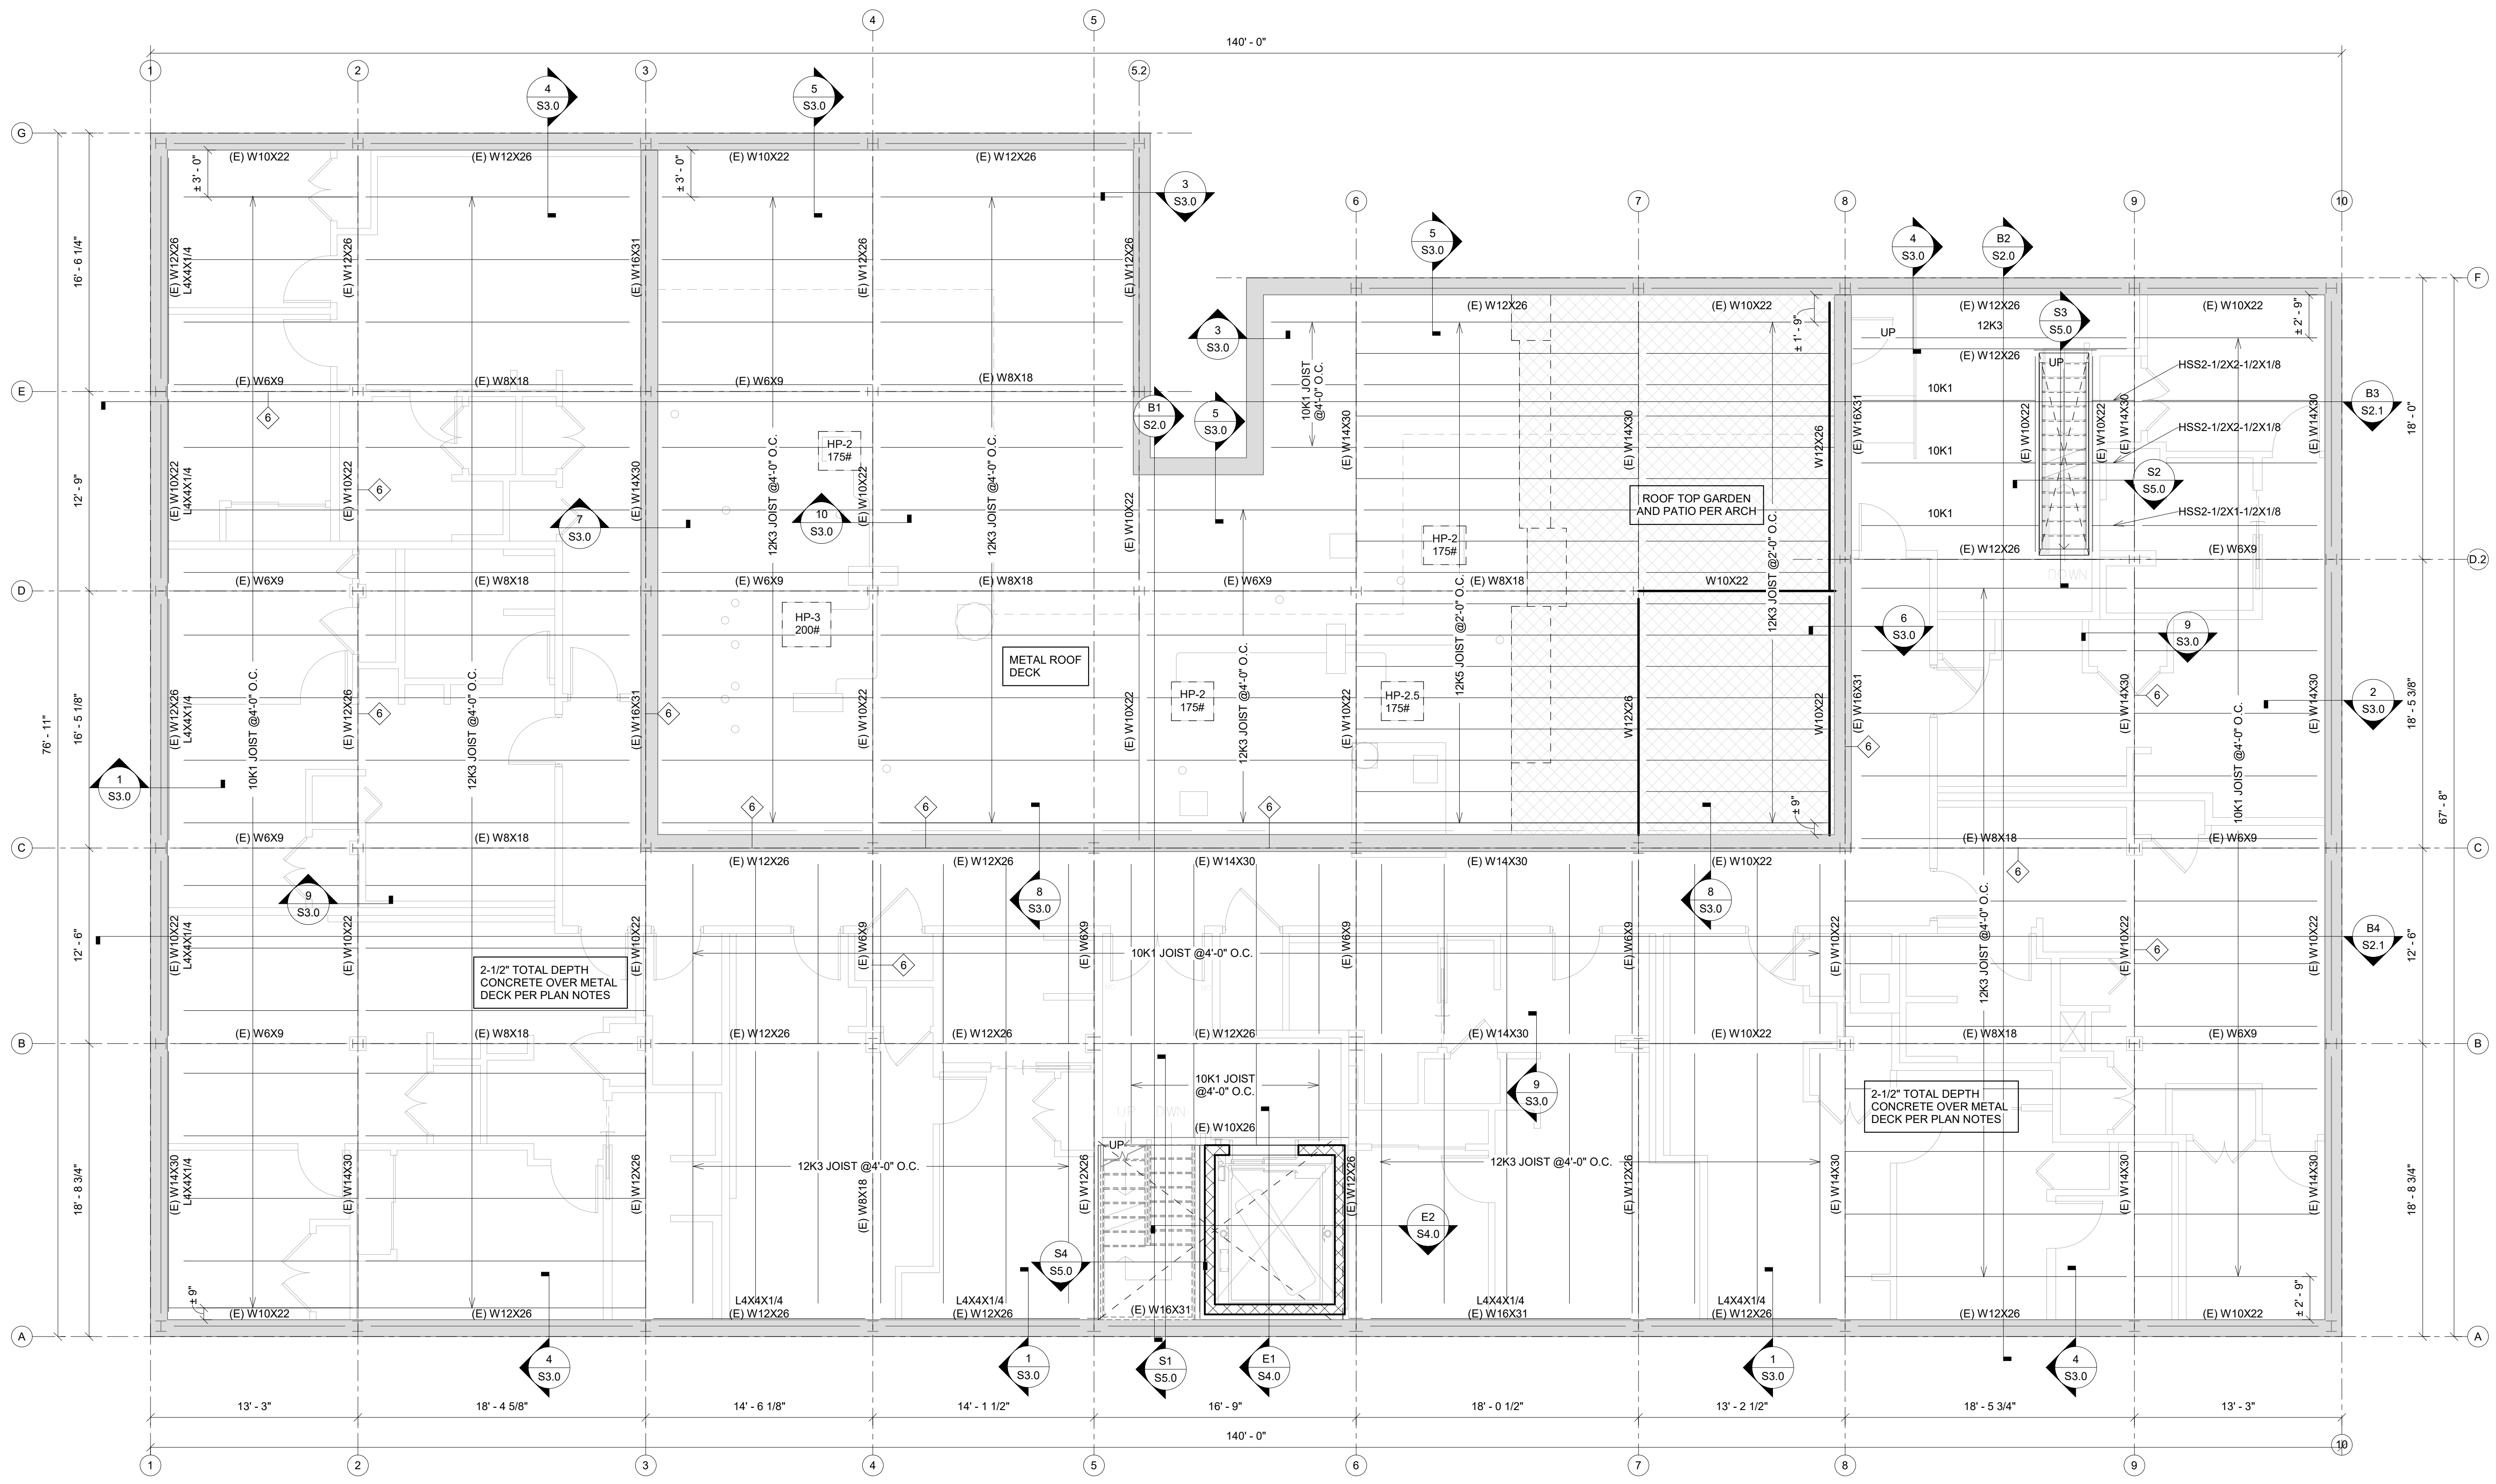 4
5
140' - 0"
1
2
3
5.2
4
S3.0
5
S3.0
G
(E) W10X22
(E) W12X26
(E) W10X22
(E) W12X26
± 3' - 0"
± 3' - 0"
3
S3.0
6
7
8
9
10
5
S3.0
4
S3.0
B2
S2.0
16' - 6 1/4"
(E) W12X26
L4X4X1/4
(E) W12X26
(E) W16X31
(E) W12X26
(E) W12X26
F
(E) W12X26
(E) W10X22
(E) W12X26
(E) W10X22
± 1' - 9"
± 2' - 9"
UP
12K3
S3
S5.0
3
S3.0
(E) W12X26
UP
HSS2-1/2X2-1/2X1/8
10K1 JOIST
@4'-0" O.C.
E
(E) W6X9
(E) W8X18
(E) W6X9
(E) W8X18
10K1
B3
S2.1
6
B1
S2.0
5
S3.0
(E) W14X30
(E) W14X30
W12X26
(E) W16X31
(E) W10X22
(E) W10X22
(E) W14X30
(E) W14X30
18' - 0"
HSS2-1/2X2-1/2X1/8
HP-2
175#
10K1
12' - 9"
(E) W10X22
L4X4X1/4
(E) W10X22
6
(E) W14X30
(E) W10X22
(E) W10X22
12K3 JOIST @4'-0" O.C.
12K3 JOIST @4'-0" O.C.
S2
S5.0
ROOF TOP GARDEN
AND PATIO PER ARCH
7
S3.0
10
S3.0
10K1
HSS2-1/2X1-1/2X1/8
HP-2
175#
12K3 JOIST @2'-0" O.C.
(E) W12X26
(E) W6X9
D.2
DOWN
D
(E) W6X9
(E) W8X18
(E) W6X9
(E) W8X18
(E) W6X9
(E) W8X18
W10X22
12K5 JOIST @2'-0" O.C.
HP-3
200#
6
S3.0
9
S3.0
METAL ROOF
DECK
HP-2
175#
HP-2.5
175#
6
2
S3.0
76' - 11"
16' - 5 1/8"
(E) W12X26
L4X4X1/4
10K1 JOIST @4'-0" O.C.
(E) W12X26
6
12K3 JOIST @4'-0" O.C.
(E) W16X31
6
(E) W10X22
(E) W10X22
12K3 JOIST @4'-0" O.C.
(E) W10X22
W12X26
W10X22
(E) W16X31
6
(E) W14X30
10K1 JOIST @4'-0" O.C.
(E) W14X30
18' - 5 3/8"
67' - 8"
1
S3.0
6
6
6
± 9"
C
(E) W6X9
(E) W8X18
(E) W8X18
(E) W6X9
C
(E) W12X26
(E) W12X26
(E) W14X30
(E) W14X30
(E) W10X22
6
9
S3.0
8
S3.0
8
S3.0
12' - 6"
(E) W10X22
L4X4X1/4
(E) W10X22
(E) W10X22
(E) W6X9
6
(E) W6X9
10K1 JOIST @4'-0" O.C.
(E) W6X9
(E) W6X9
(E) W10X22
12K3 JOIST @4'-0" O.C.
(E) W10X22
6
(E) W10X22
B4
S2.1
12' - 6"
2-1/2" TOTAL DEPTH
CONCRETE OVER METAL
DECK PER PLAN NOTES
B
(E) W6X9
(E) W8X18
(E) W12X26
(E) W12X26
(E) W12X26
(E) W14X30
(E) W10X22
(E) W8X18
(E) W6X9
B
10K1 JOIST
@4'-0" O.C.
9
S3.0
2-1/2" TOTAL DEPTH
CONCRETE OVER METAL
DECK PER PLAN NOTES
UP
DWN
(E) W10X26
UP
18' - 8 3/4"
(E) W14X30
L4X4X1/4
(E) W14X30
(E) W12X26
12K3 JOIST @4'-0" O.C.
(E) W8X18
(E) W12X26
(E) W12X26
12K3 JOIST @4'-0" O.C.
(E) W12X26
(E) W14X30
(E) W14X30
(E) W14X30
18' - 8 3/4"
E2
S4.0
S4
S5.0
± 9"
± 2' - 9"
L4X4X1/4
L4X4X1/4
L4X4X1/4
(E) W10X22
(E) W12X26
(E) W12X26
(E) W12X26
(E) W16X31
(E) W16X31
(E) W12X26
(E) W12X26
(E) W10X22
A
A
4
S3.0
1
S3.0
S1
S5.0
E1
S4.0
1
S3.0
4
S3.0
13' - 3"
18' - 4 5/8"
14' - 6 1/8"
14' - 1 1/2"
16' - 9"
18' - 0 1/2"
13' - 2 1/2"
18' - 5 3/4"
13' - 3"
140' - 0"
1
2
3
4
5
6
7
8
9
10